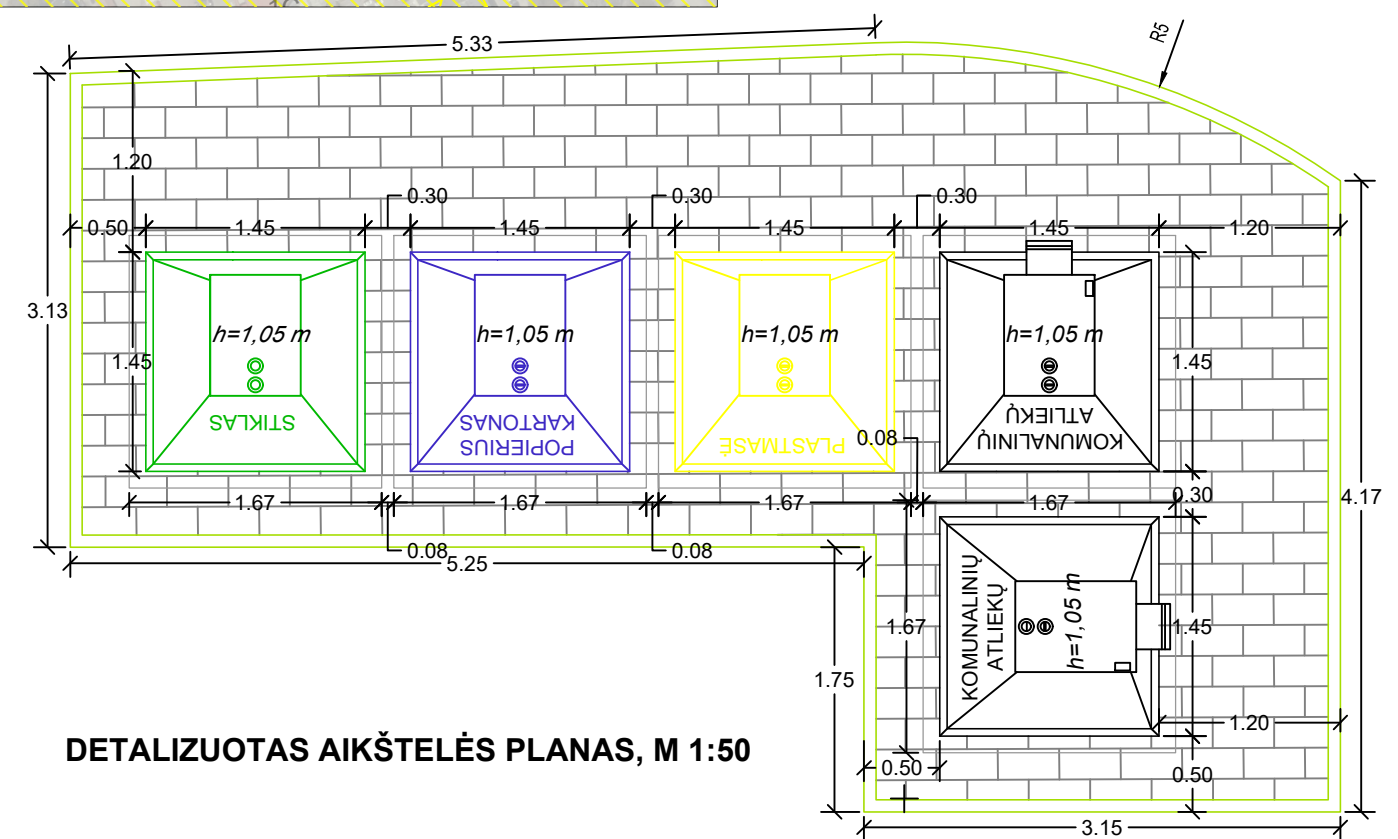 5.33
R5
1.20
0.30
0.30
0.30
0.50
1.45
1.45
1.45
1.45
1.20
3.13
h=1,05 m
h=1,05 m
h=1,05 m
h=1,05 m
1.45
1.45
STIKLAS
POPIERIUS
KARTONAS
PLASTMASĖ
KOMUNALINIŲ
ATLIEKŲ
0.08
1.67
1.67
1.67
1.67
0.30
4.17
0.08
0.08
5.25
KOMUNALINIŲ
ATLIEKŲ
h=1,05 m
1.67
1.45
1.75
1.20
DETALIZUOTAS AIKŠTELĖS PLANAS, M 1:50
0.50
0.50
3.15